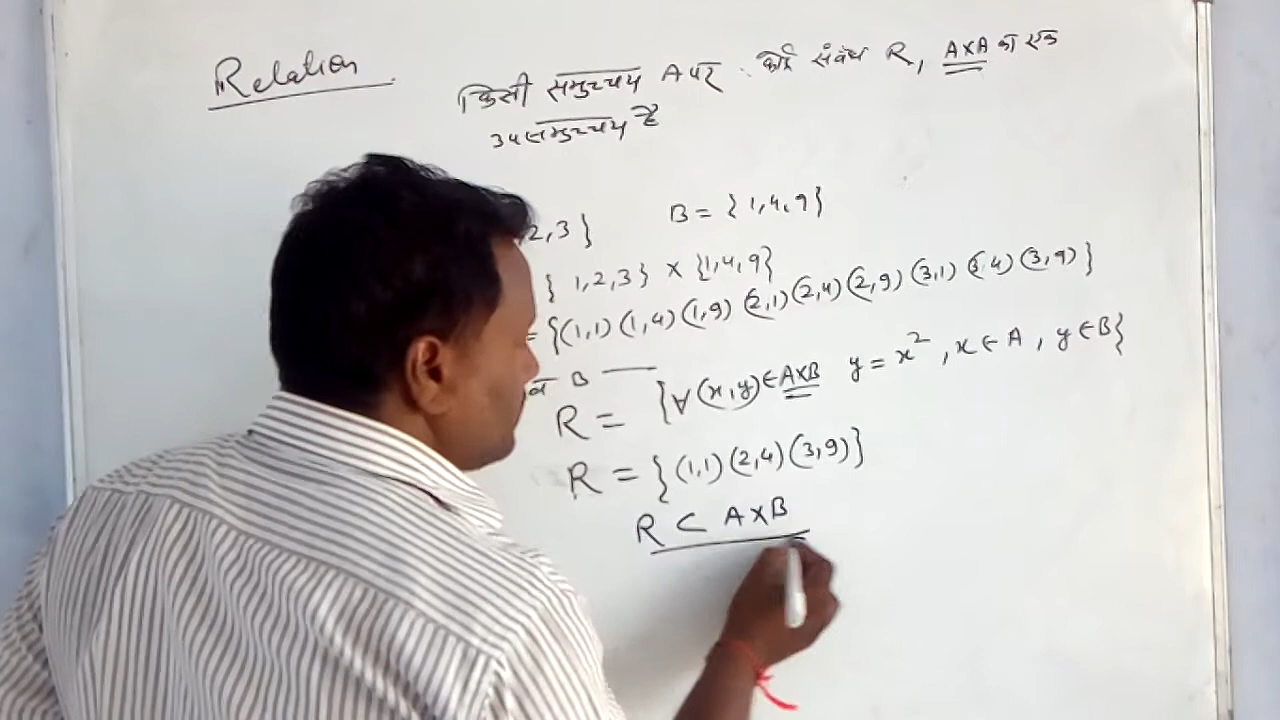 Relation
किसी समुच्चय A पर कोई संबंध R, A×A का एक
उपसमुच्चय है
2,3} B = {1,4,9}
{1,2,3} × {1,4,9}
= {(1,1) (1,4) (1,9) (2,1) (2,4) (2,9) (3,1) (3,4) (3,9)}
B
R = {∀(x,y)∈A×B y = x², x∈A, y∈B}
R = {(1,1) (2,4) (3,9)}
R ⊂ A×B